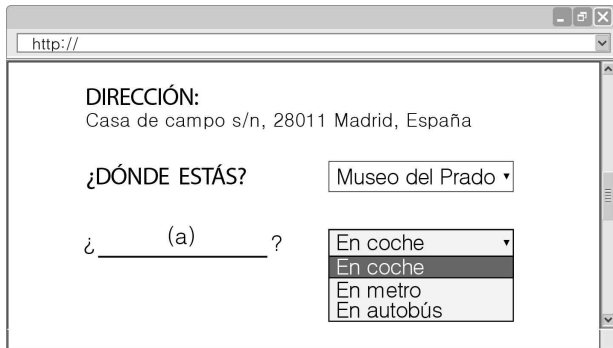 http://
DIRECCIÓN:
Casa de campo s/n, 28011 Madrid, España
¿DÓNDE ESTÁS? Museo del Prado
¿ (a) ? En coche
En coche
En metro
En autobús